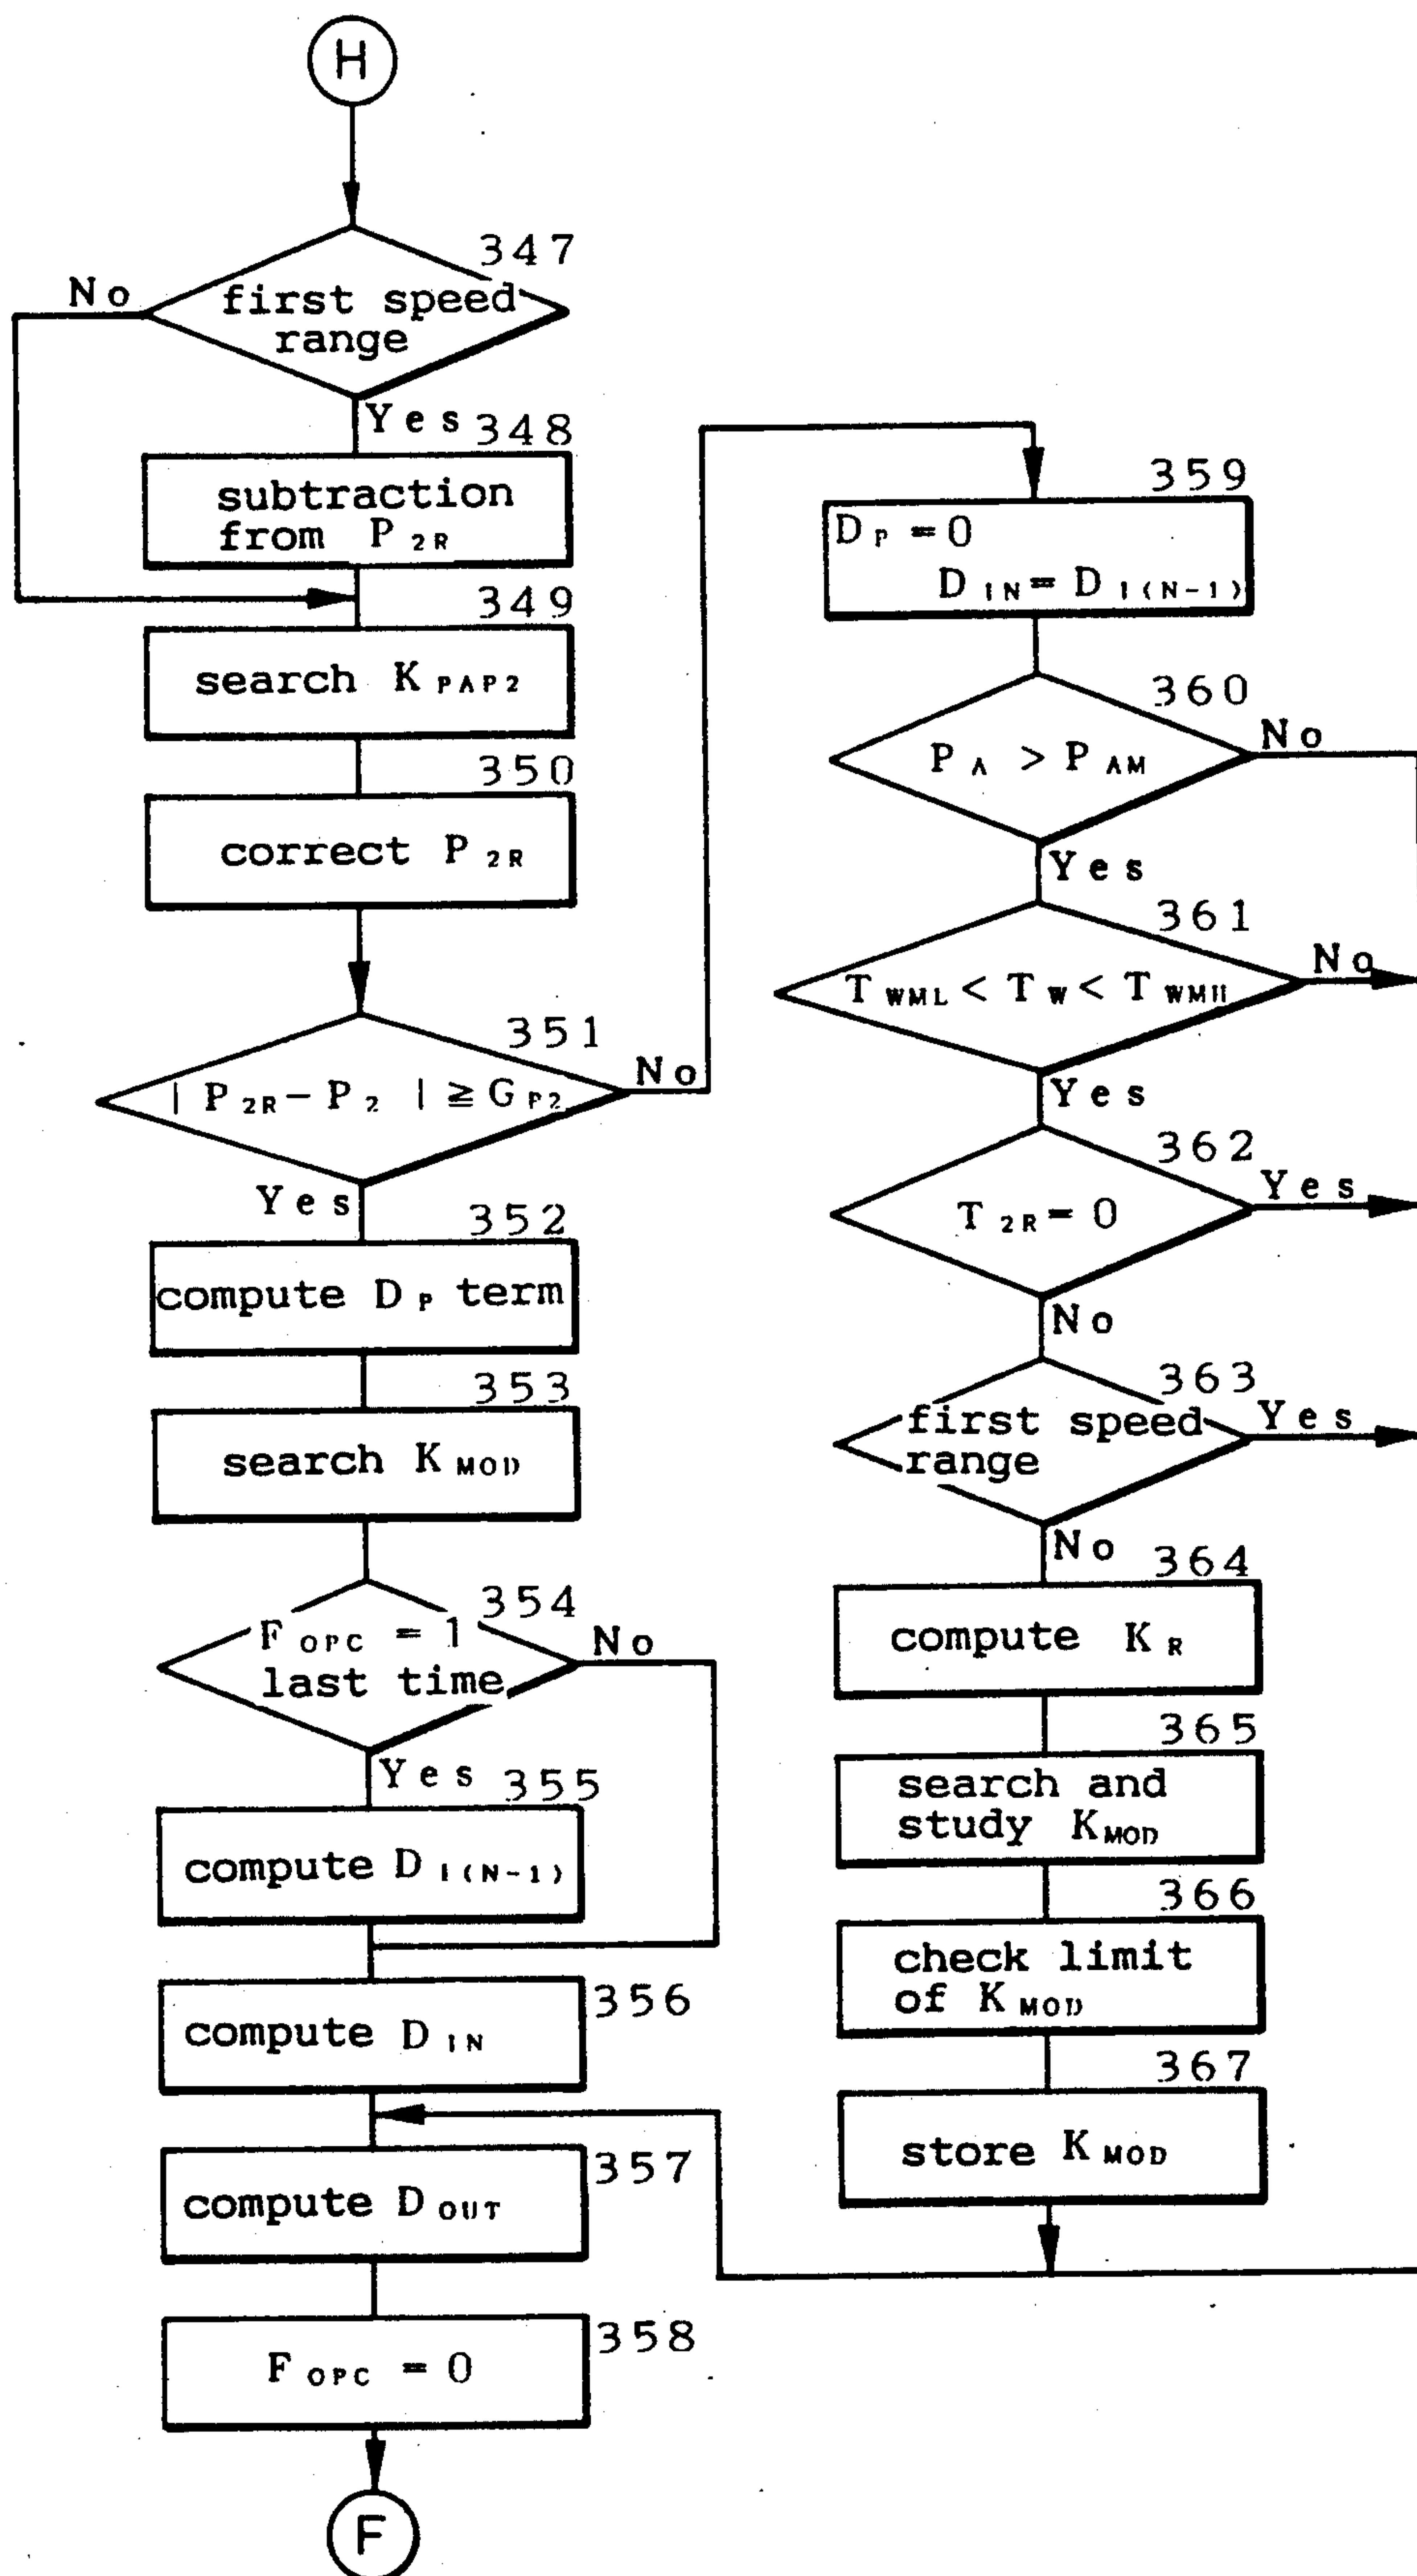 H
347
No
first speed
range
Yes
348
subtraction
from P2R
349
search KPAP2
350
correct P2R
351
| P2R − P2 | ≧ GP2
No
Yes
352
compute DP term
353
search KMOD
354
FOPC = 1
last time
No
Yes
355
compute DI(N-1)
356
compute DIN
357
compute DOUT
358
FOPC = 0
F
359
DP = 0
DIN = DI(N-1)
360
PA > PAM
No
Yes
361
TWML < TW < TWMH
No
Yes
362
T2R = 0
Yes
No
363
first speed
range
Yes
No
364
compute KR
365
search and
study KMOD
366
check limit
of KMOD
367
store KMOD